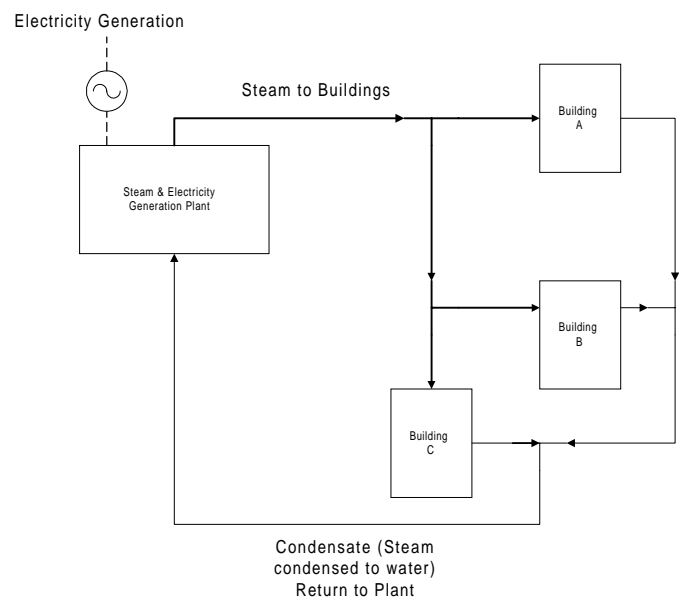 Electricity Generation
Steam to Buildings
Building
A
Steam & Electricity
Generation Plant
Building
B
Building
C
Condensate (Steam
condensed to water)
Return to Plant